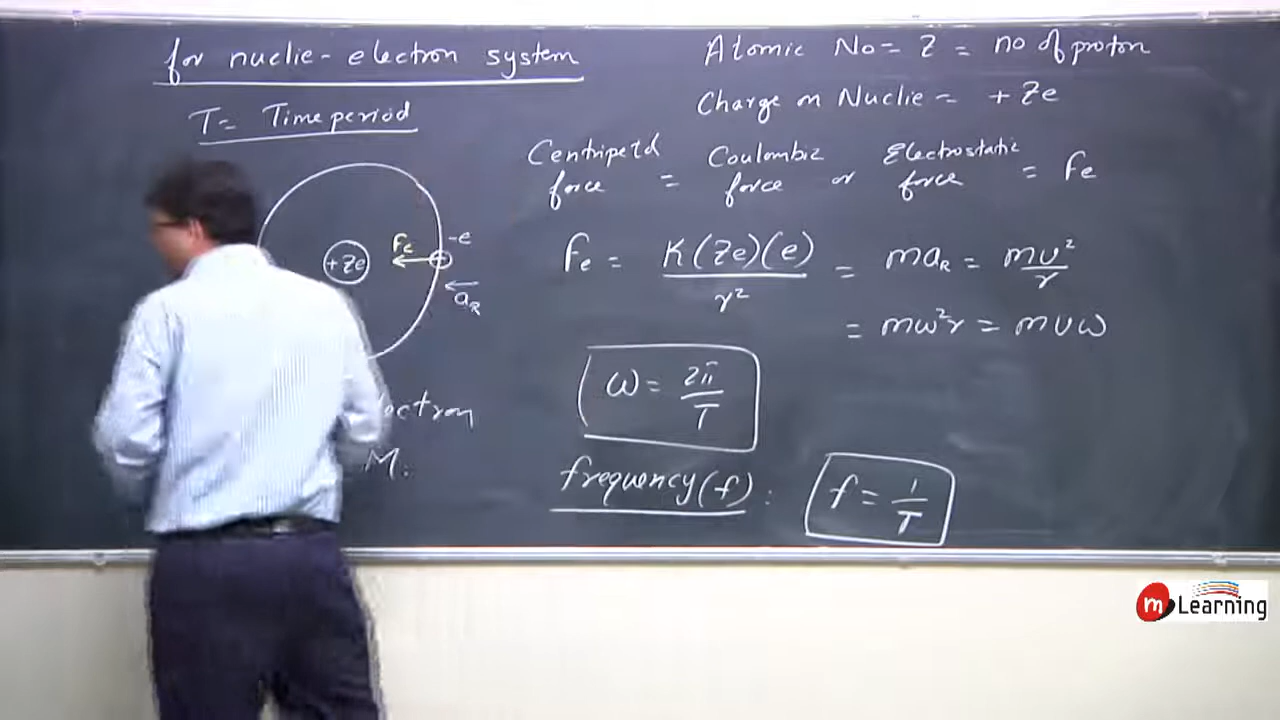 for nuclie-electron system
T = Time period
Fe
-e
+Ze
aR
M.
Atomic No = Z = no of proton
Charge on Nuclie = +Ze
Centripetal force = Coulombic force or Electrostatic force = Fe
Fe = K(Ze)(e) / r² = maR = mv²/r
= mω²r = mvω
ω = 2π/T
frequency(f) : f = 1/T
m Learning